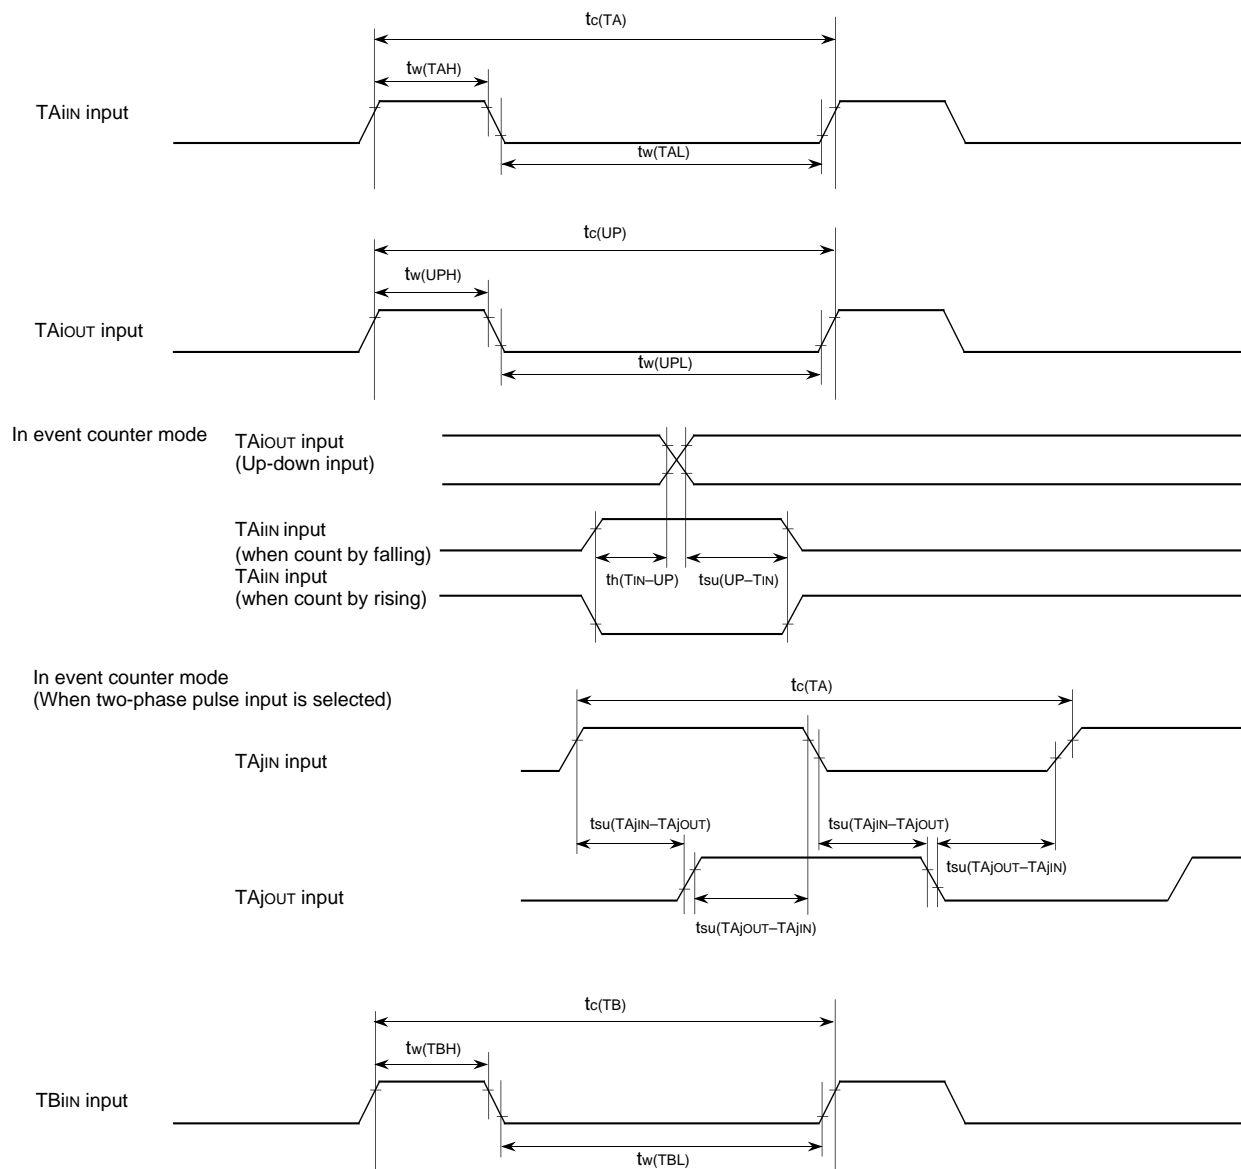 tc(TA)
tw(TAH)
TAiIN input
tw(TAL)
tc(UP)
tw(UPH)
TAiOUT input
tw(UPL)
In event counter mode
TAiOUT input
(Up-down input)
TAiIN input
(when count by falling)
th(TIN–UP)
tsu(UP–TIN)
TAiIN input
(when count by rising)
In event counter mode
(When two-phase pulse input is selected)
tc(TA)
TAjIN input
tsu(TAjIN–TAjOUT)
tsu(TAjIN–TAjOUT)
tsu(TAjOUT–TAjIN)
TAjOUT input
tsu(TAjOUT–TAjIN)
tc(TB)
tw(TBH)
TBiIN input
tw(TBL)